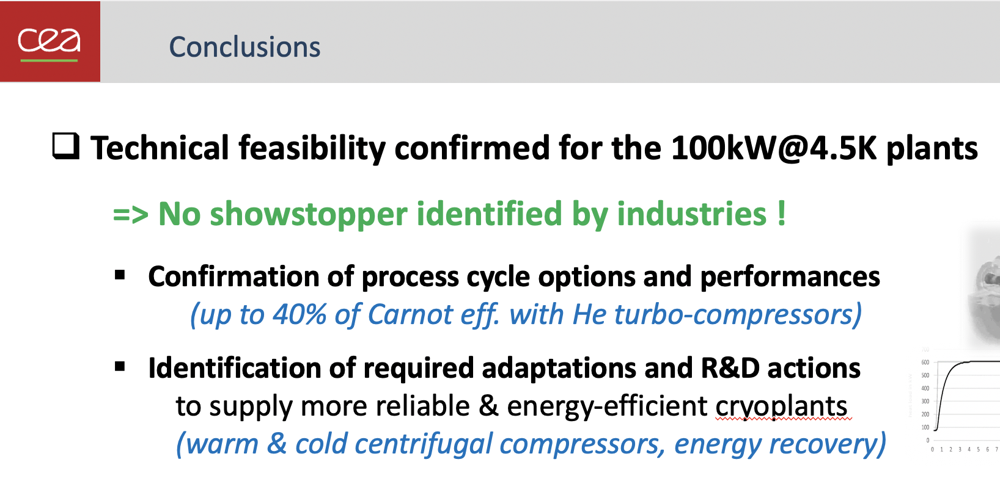 cea
Conclusions
❑ Technical feasibility confirmed for the 100kW@4.5K plants
=> No showstopper identified by industries !
▪ Confirmation of process cycle options and performances
(up to 40% of Carnot eff. with He turbo-compressors)
▪ Identification of required adaptations and R&D actions
to supply more reliable & energy-efficient cryoplants
(warm & cold centrifugal compressors, energy recovery)
700
600
500
400
300
200
100
0
0 1 2 3 4 5 6 7